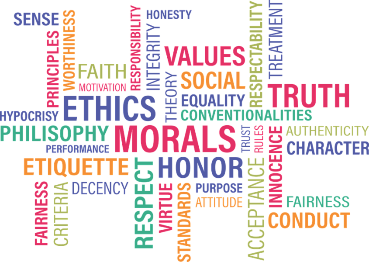 SENSE
PRINCIPLES
WORTHINESS
FAITH
MOTIVATION
RESPONSIBILITY
INTEGRITY
HONESTY
VALUES
SOCIAL
THEORY
EQUALITY
RESPECTABILITY
TREATMENT
TRUTH
HYPOCRISY
ETHICS
CONVENTIONALITIES
PHILISOPHY
MORALS
TRUST
RULES
INNOCENCE
AUTHENTICITY
PERFORMANCE
CHARACTER
ETIQUETTE
RESPECT
HONOR
ACCEPTANCE
FAIRNESS
CRITERIA
DECENCY
VIRTUE
STANDARDS
PURPOSE
ATTITUDE
FAIRNESS
CONDUCT